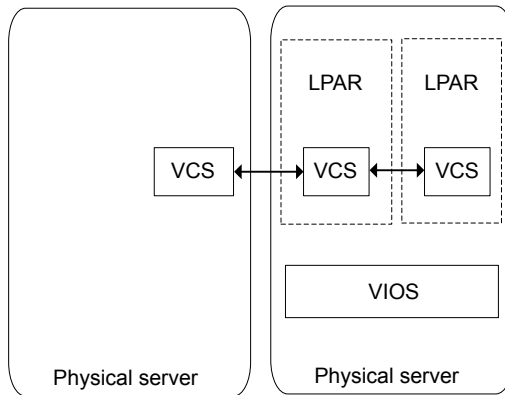 LPAR
LPAR
VCS
VCS
VCS
VIOS
Physical server
Physical server